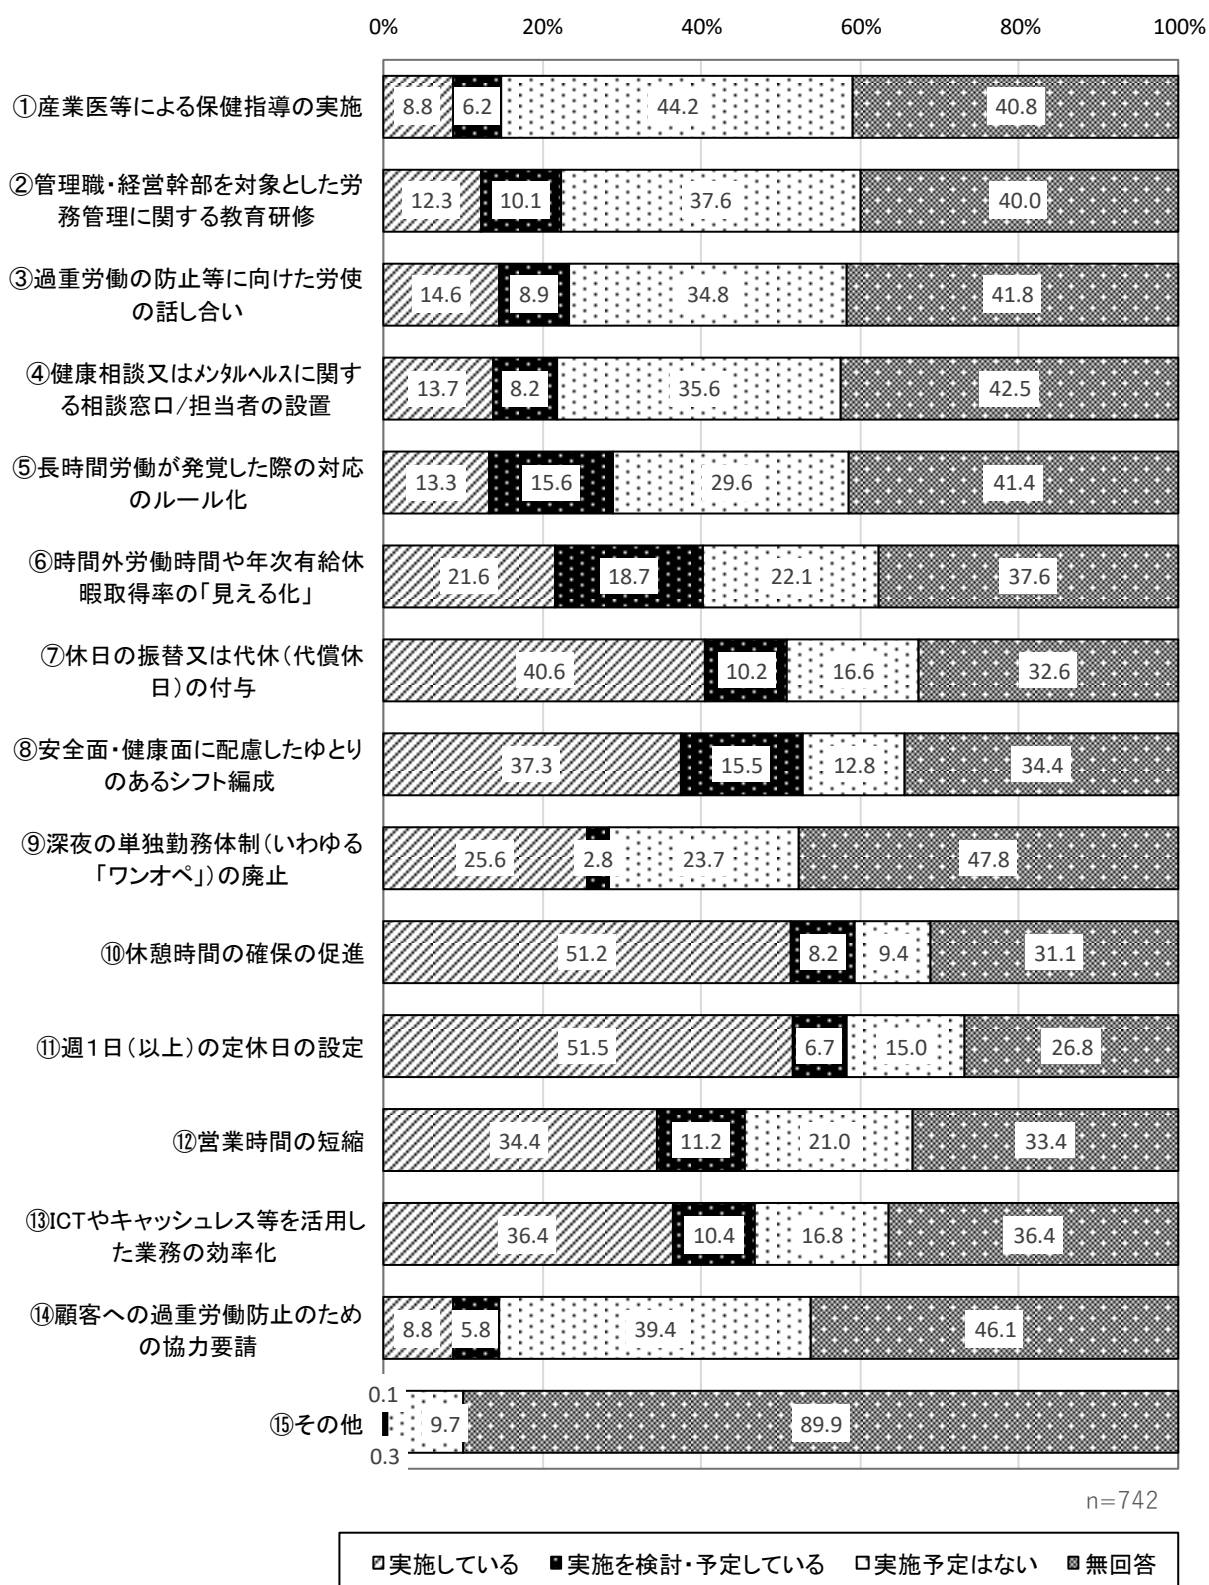 0% 20% 40% 60% 80% 100%
①産業医等による保健指導の実施
8.8 6.2 44.2 40.8
②管理職・経営幹部を対象とした労
務管理に関する教育研修
12.3 10.1 37.6 40.0
③過重労働の防止等に向けた労使
の話し合い
14.6 8.9 34.8 41.8
④健康相談又はメンタルヘルスに関す
る相談窓口/担当者の設置
13.7 8.2 35.6 42.5
⑤長時間労働が発覚した際の対応
のルール化
13.3 15.6 29.6 41.4
⑥時間外労働時間や年次有給休
暇取得率の「見える化」
21.6 18.7 22.1 37.6
⑦休日の振替又は代休(代償休
日)の付与
40.6 10.2 16.6 32.6
⑧安全面・健康面に配慮したゆとり
のあるシフト編成
37.3 15.5 12.8 34.4
⑨深夜の単独勤務体制(いわゆる
「ワンオペ」)の廃止
25.6 2.8 23.7 47.8
⑩休憩時間の確保の促進
51.2 8.2 9.4 31.1
⑪週1日(以上)の定休日の設定
51.5 6.7 15.0 26.8
⑫営業時間の短縮
34.4 11.2 21.0 33.4
⑬ICTやキャッシュレス等を活用し
た業務の効率化
36.4 10.4 16.8 36.4
⑭顧客への過重労働防止のため
の協力要請
8.8 5.8 39.4 46.1
⑮その他
0.1
9.7 89.9
0.3
n=742
実施している 実施を検討・予定している 実施予定はない 無回答